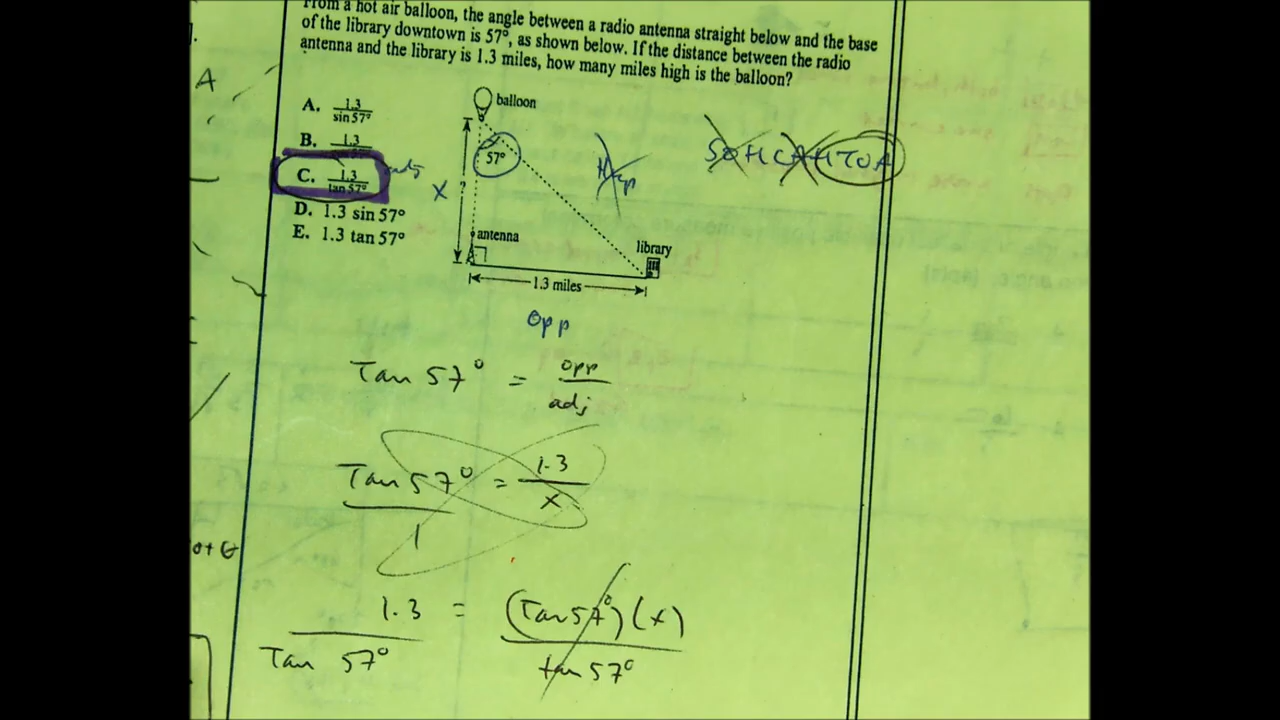 From a hot air balloon, the angle between a radio antenna straight below and the base
of the library downtown is 57°, as shown below. If the distance between the radio
antenna and the library is 1.3 miles, how many miles high is the balloon?
A. 1.3 / sin 57°
B. 1.3
C. 1.3 / tan 57°
D. 1.3 sin 57°
E. 1.3 tan 57°
balloon
57°
x
?
Hyp
SOHCAHTOA
antenna
library
1.3 miles
opp
Tan 57° = opp / adj
Tan 57° / 1 = 1.3 / x
1.3 / Tan 57° = (Tan 57°)(x) / tan 57°
A